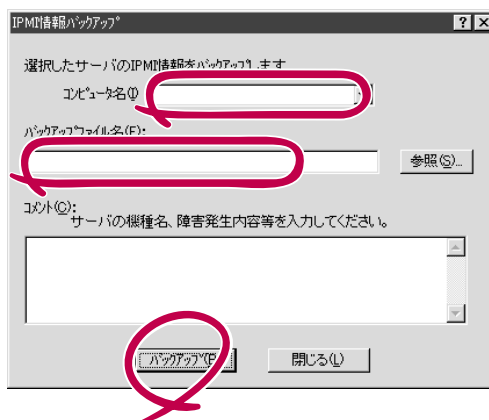 IPMI情報ﾊﾞｯｸｱｯﾌﾟ
選択したサーバのIPMI情報をﾊﾞｯｸｱｯﾌﾟします
ｺﾝﾋﾟｭｰﾀ名(I)
ﾊﾞｯｸｱｯﾌﾟﾌｧｲﾙ名(F):
参照(S)...
ｺﾒﾝﾄ(C):
サーバの機種名、障害発生内容等を入力してください。
ﾊﾞｯｸｱｯﾌﾟ(B)
閉じる(L)